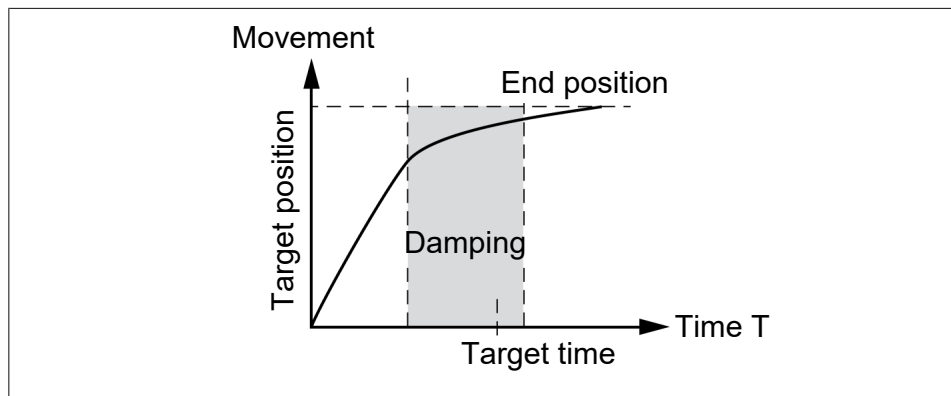 Movement
End position
Target position
Damping
Time T
Target time